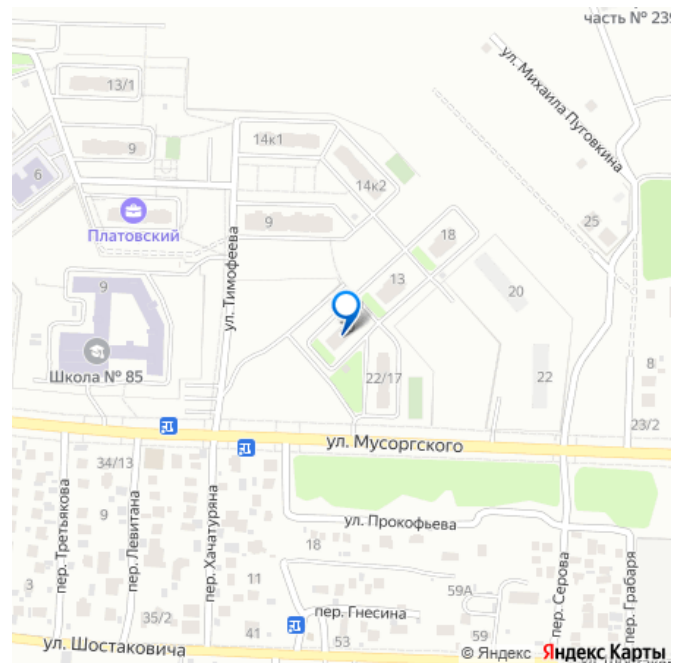 часть № 239
ул. Михаила Пуговкина
13/1
14к1
9
6
14к2
Платовский
9
18
25
ул. Тимофеева
13
20
9
Школа № 85
22/17
22
8
23/2
ул. Мусоргского
34/13
пер. Третьякова
9
пер. Левитана
пер. Хачатуряна
ул. Прокофьева
18
11
3
59А
пер. Серова
пер. Грабаря
35/2
пер. Гнесина
41
53
59
ул. Шостаковича
© Яндекс Яндекс Карты